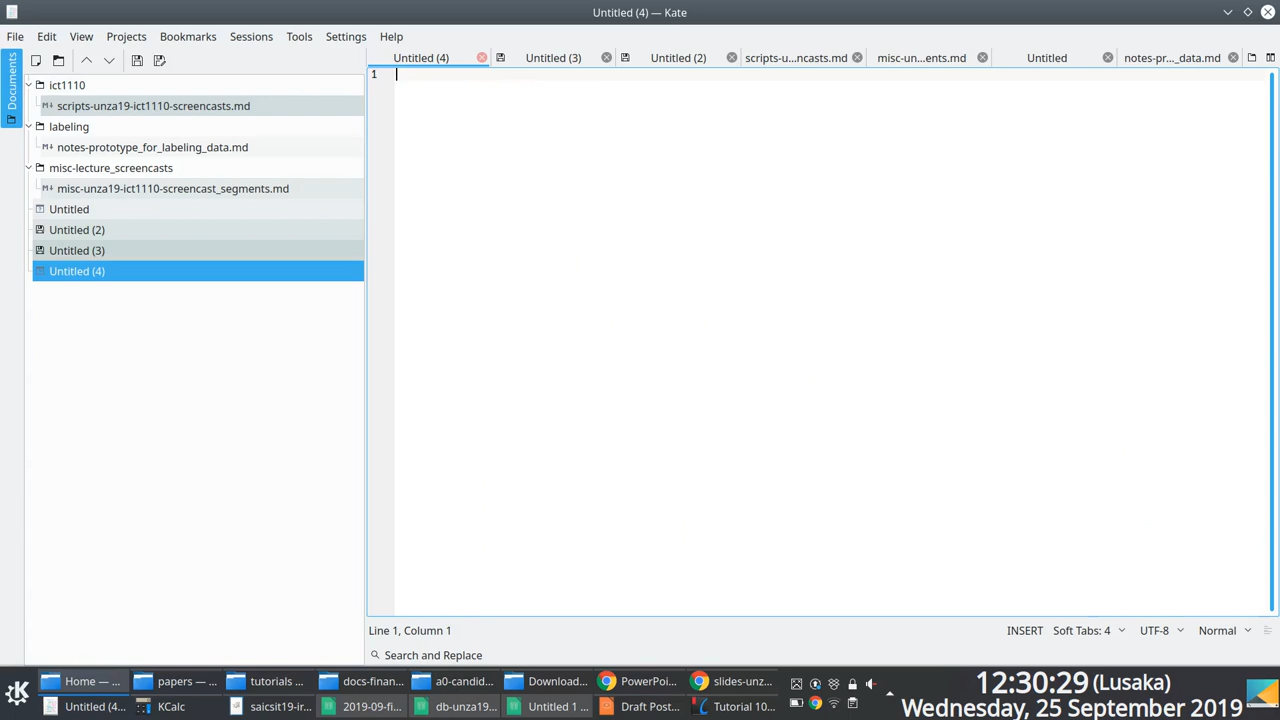 Untitled (4) — Kate
File Edit View Projects Bookmarks Sessions Tools Settings Help
Documents
Untitled (4) Untitled (3) Untitled (2) scripts-u...ncasts.md misc-un...ents.md Untitled notes-pr..._data.md
ict1110
scripts-unza19-ict1110-screencasts.md
labeling
notes-prototype_for_labeling_data.md
misc-lecture_screencasts
misc-unza19-ict1110-screencast_segments.md
Untitled
Untitled (2)
Untitled (3)
Untitled (4)
1
Line 1, Column 1 INSERT Soft Tabs: 4 UTF-8 Normal
Search and Replace
Home — ... papers — ... tutorials ... docs-finan... a0-candid... Download... PowerPoi... slides-unz...
Untitled (4... KCalc saicsit19-ir... 2019-09-fi... db-unza19... Untitled 1 ... Draft Post... Tutorial 10...
12:30:29 (Lusaka)
Wednesday, 25 September 2019